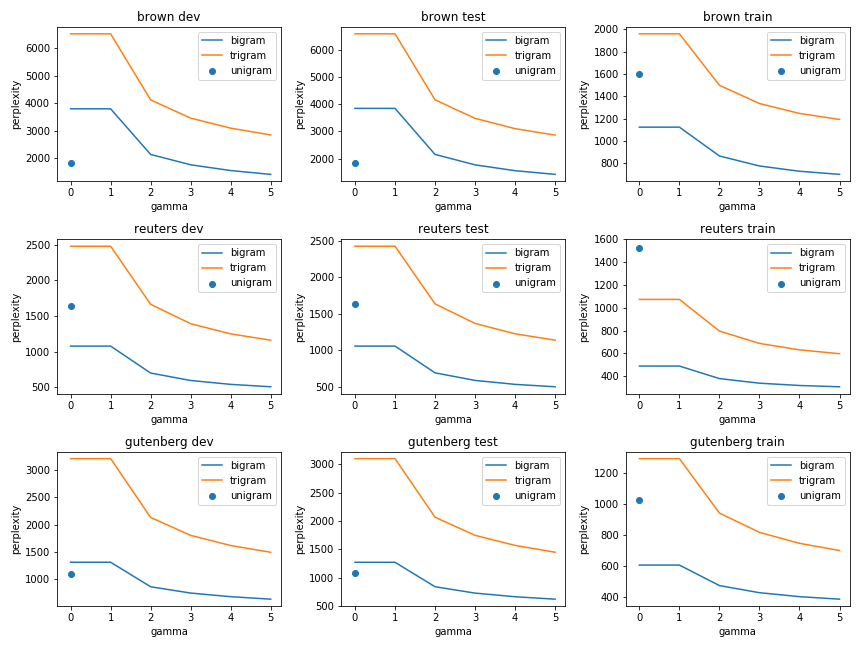 brown dev
perplexity
6000
5000
4000
3000
2000
bigram
trigram
unigram
0 1 2 3 4 5
gamma
brown test
perplexity
6000
5000
4000
3000
2000
bigram
trigram
unigram
0 1 2 3 4 5
gamma
brown train
perplexity
2000
1800
1600
1400
1200
1000
800
bigram
trigram
unigram
0 1 2 3 4 5
gamma
reuters dev
perplexity
2500
2000
1500
1000
500
bigram
trigram
unigram
0 1 2 3 4 5
gamma
reuters test
perplexity
2500
2000
1500
1000
500
bigram
trigram
unigram
0 1 2 3 4 5
gamma
reuters train
perplexity
1600
1400
1200
1000
800
600
400
bigram
trigram
unigram
0 1 2 3 4 5
gamma
gutenberg dev
perplexity
3000
2500
2000
1500
1000
bigram
trigram
unigram
0 1 2 3 4 5
gamma
gutenberg test
perplexity
3000
2500
2000
1500
1000
500
bigram
trigram
unigram
0 1 2 3 4 5
gamma
gutenberg train
perplexity
1200
1000
800
600
400
bigram
trigram
unigram
0 1 2 3 4 5
gamma